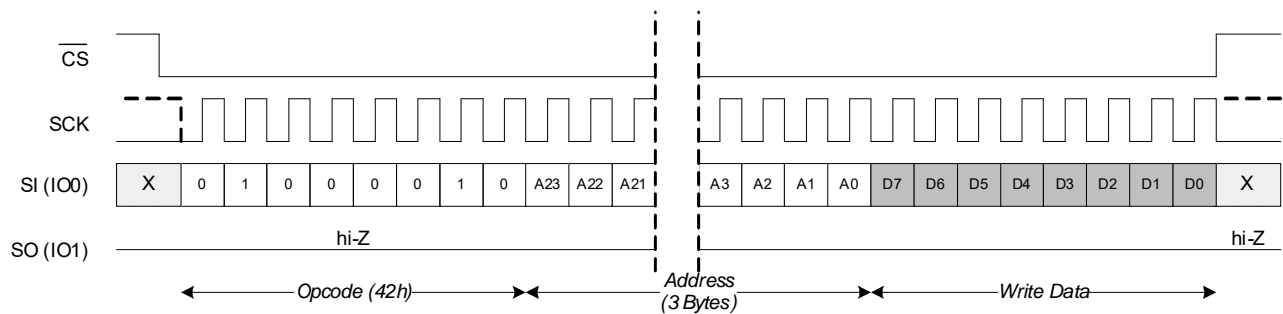 CS
SCK
SI (IO0) X 0 1 0 0 0 0 1 0 A23 A22 A21 A3 A2 A1 A0 D7 D6 D5 D4 D3 D2 D1 D0 X
hi-Z hi-Z
SO (IO1)
Opcode (42h) Address Write Data
(3 Bytes)